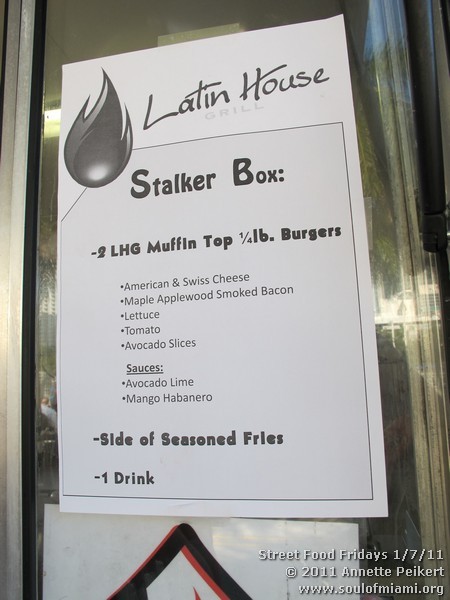 Latin House
GRILL
Stalker Box:
-2 LHG Muffin Top ¼lb. Burgers
•American & Swiss Cheese
•Maple Applewood Smoked Bacon
•Lettuce
•Tomato
•Avocado Slices
Sauces:
•Avocado Lime
•Mango Habanero
-Side of Seasoned Fries
-1 Drink
Street Food Fridays 1/7/11
© 2011 Annette Peikert
www.soulofmiami.org